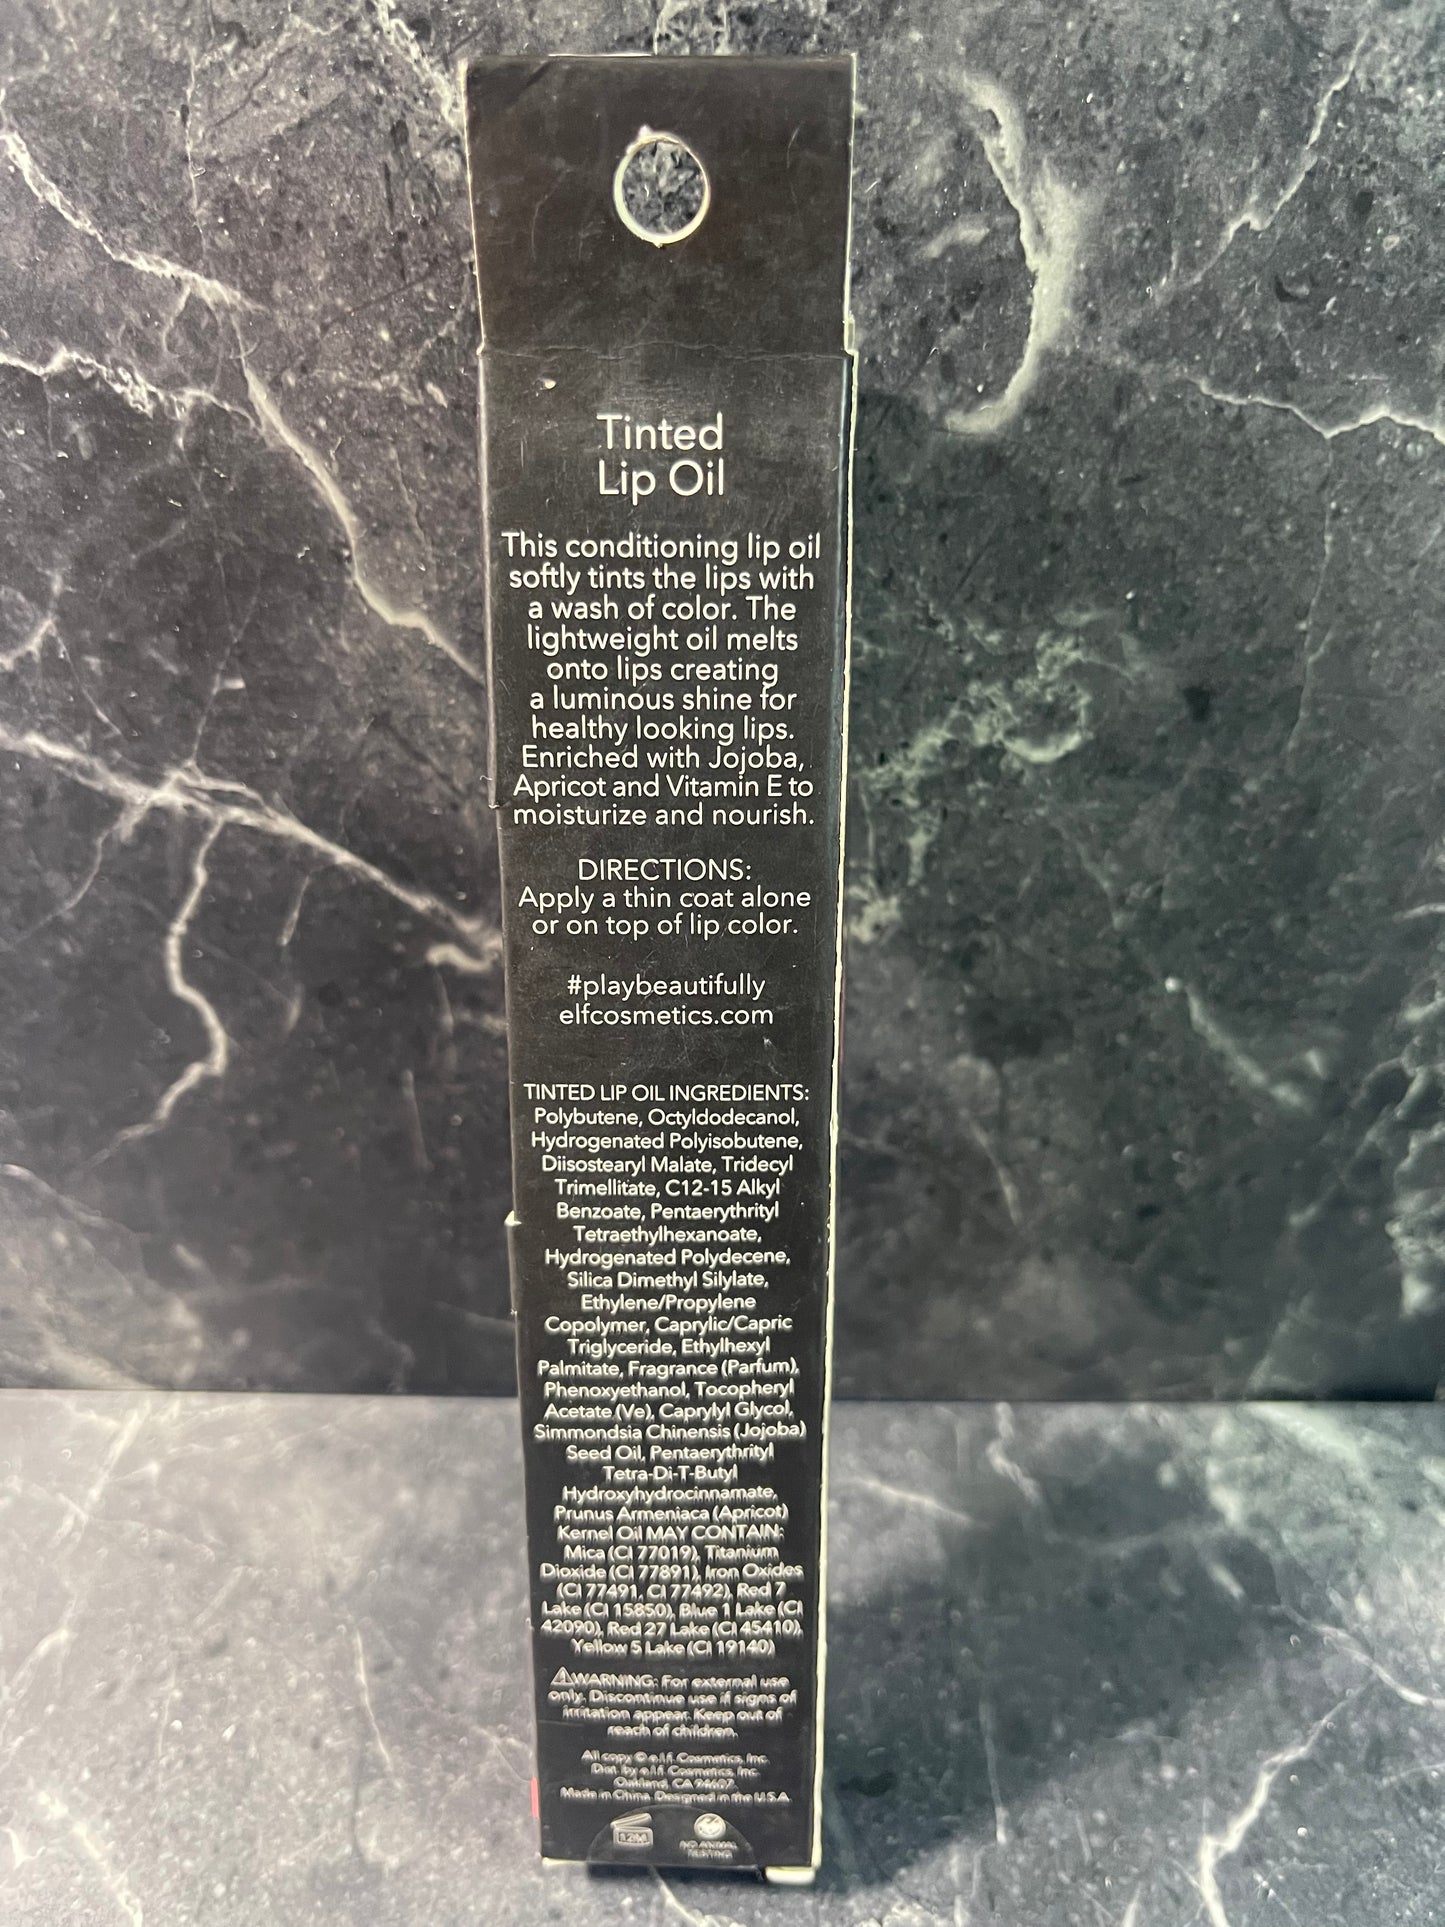 Tinted
Lip Oil
This conditioning lip oil
softly tints the lips with
a wash of color. The
lightweight oil melts
onto lips creating
a luminous shine for
healthy looking lips.
Enriched with Jojoba,
Apricot and Vitamin E to
moisturize and nourish.
DIRECTIONS:
Apply a thin coat alone
or on top of lip color.
#playbeautifully
elfcosmetics.com
TINTED LIP OIL INGREDIENTS:
Polybutene, Octyldodecanol,
Hydrogenated Polyisobutene,
Diisostearyl Malate, Tridecyl
Trimellitate, C12-15 Alkyl
Benzoate, Pentaerythrityl
Tetraethylhexanoate,
Hydrogenated Polydecene,
Silica Dimethyl Silylate,
Ethylene/Propylene
Copolymer, Caprylic/Capric
Triglyceride, Ethylhexyl
Palmitate, Fragrance (Parfum),
Phenoxyethanol, Tocopheryl
Acetate (Ve), Caprylyl Glycol,
Simmondsia Chinensis (Jojoba)
Seed Oil, Pentaerythrityl
Tetra-Di-T-Butyl
Hydroxyhydrocinnamate,
Prunus Armeniaca (Apricot)
Kernel Oil MAY CONTAIN:
Mica (CI 77019), Titanium
Dioxide (CI 77891), Iron Oxides
(CI 77491, CI 77492), Red 7
Lake (CI 15850), Blue 1 Lake (CI
42090), Red 27 Lake (CI 45410),
Yellow 5 Lake (CI 19140)
WARNING: For external use
only. Discontinue use if signs of
irritation appear. Keep out of
reach of children.
All copy © e.l.f. Cosmetics, Inc.
Dist. by e.l.f. Cosmetics, Inc.
Oakland, CA 94607.
Made in China. Designed in the U.S.A.
12M
NO ANIMAL
TESTING